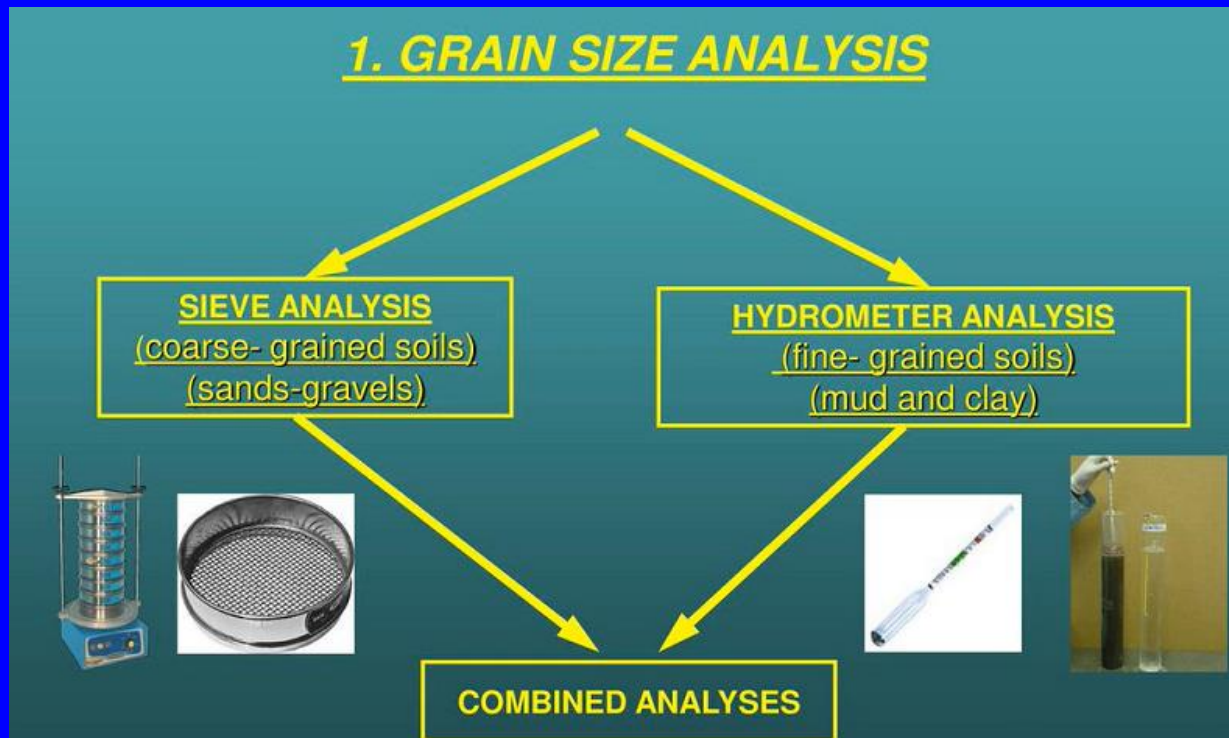 1. GRAIN SIZE ANALYSIS
SIEVE ANALYSIS
(coarse- grained soils)
(sands-gravels)
HYDROMETER ANALYSIS
(fine- grained soils)
(mud and clay)
COMBINED ANALYSES